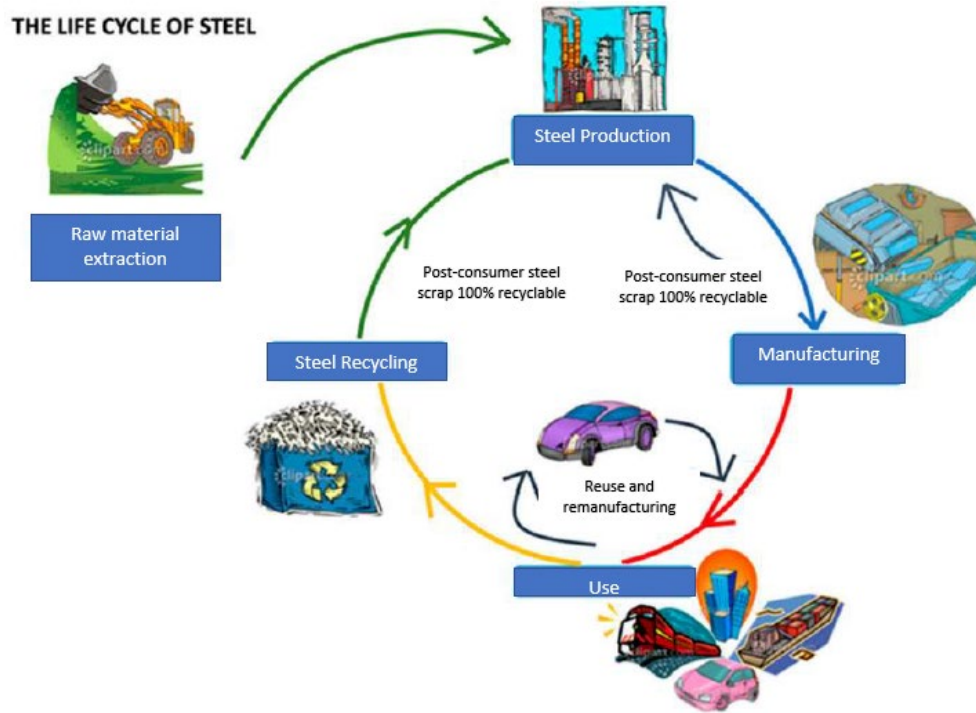 THE LIFE CYCLE OF STEEL
Steel Production
Raw material
extraction
Post-consumer steel
scrap 100% recyclable
Post-consumer steel
scrap 100% recyclable
Steel Recycling
Manufacturing
Reuse and
remanufacturing
Use